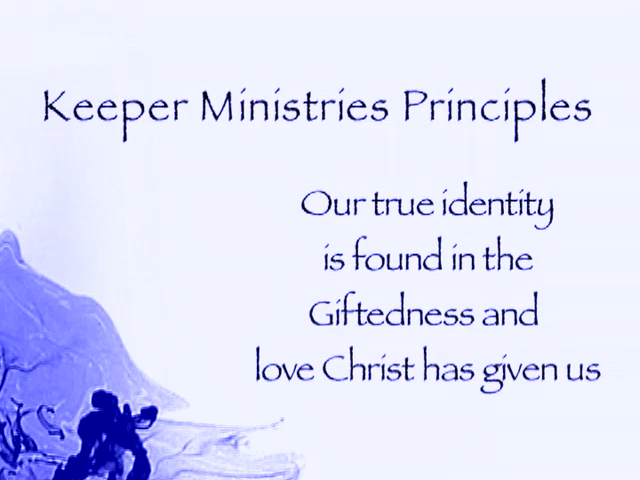 Keeper Ministries Principles
Our true identity
is found in the
Giftedness and
love Christ has given us